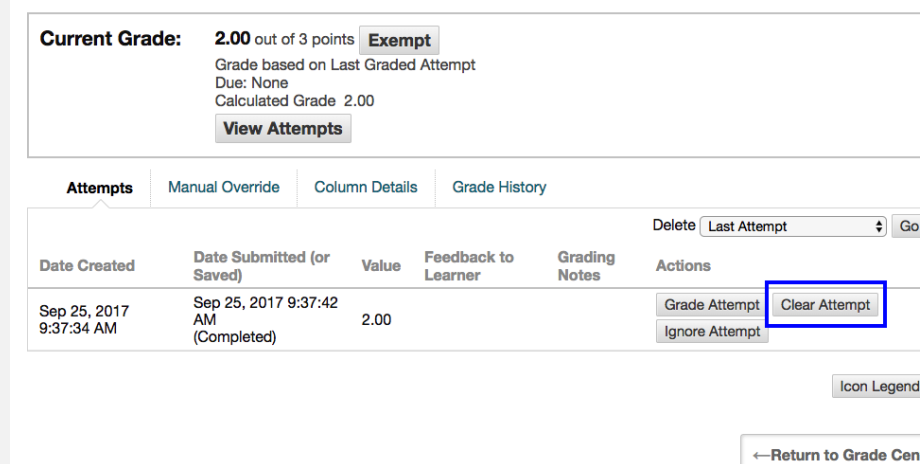 Current Grade: 2.00 out of 3 points Exempt
Grade based on Last Graded Attempt
Due: None
Calculated Grade 2.00
View Attempts
Attempts Manual Override Column Details Grade History
Delete Last Attempt Go
Date Created Date Submitted (or Saved) Value Feedback to Learner Grading Notes Actions
Sep 25, 2017 9:37:34 AM Sep 25, 2017 9:37:42 AM (Completed) 2.00 Grade Attempt Clear Attempt
Ignore Attempt
Icon Legend
←Return to Grade Cen